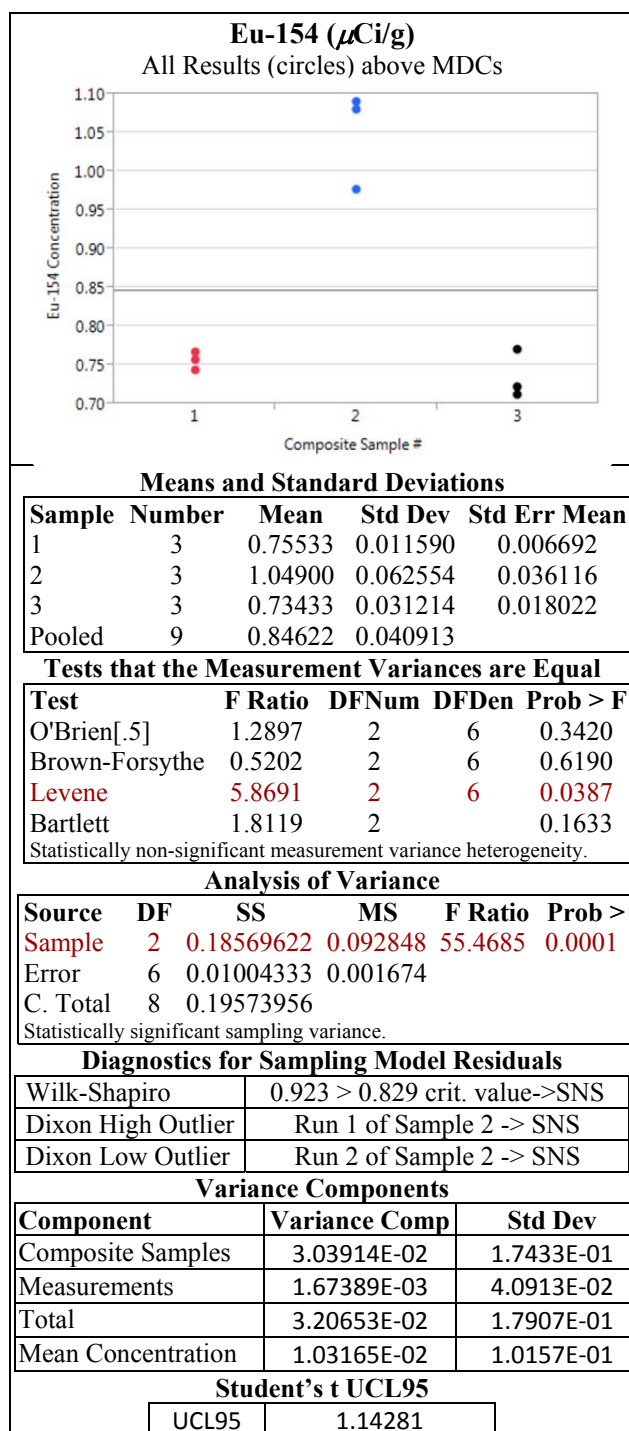 Eu-154 (μCi/g)
All Results (circles) above MDCs
1.10
1.05
1.00
0.95
0.90
0.85
0.80
0.75
0.70
Eu-154 Concentration
1 2 3
Composite Sample #
Means and Standard Deviations
Sample Number Mean Std Dev Std Err Mean
1 3 0.75533 0.011590 0.006692
2 3 1.04900 0.062554 0.036116
3 3 0.73433 0.031214 0.018022
Pooled 9 0.84622 0.040913
Tests that the Measurement Variances are Equal
Test F Ratio DFNum DFDen Prob > F
O'Brien[.5] 1.2897 2 6 0.3420
Brown-Forsythe 0.5202 2 6 0.6190
Levene 5.8691 2 6 0.0387
Bartlett 1.8119 2 0.1633
Statistically non-significant measurement variance heterogeneity.
Analysis of Variance
Source DF SS MS F Ratio Prob >
Sample 2 0.18569622 0.092848 55.4685 0.0001
Error 6 0.01004333 0.001674
C. Total 8 0.19573956
Statistically significant sampling variance.
Diagnostics for Sampling Model Residuals
Wilk-Shapiro 0.923 > 0.829 crit. value->SNS
Dixon High Outlier Run 1 of Sample 2 -> SNS
Dixon Low Outlier Run 2 of Sample 2 -> SNS
Variance Components
Component Variance Comp Std Dev
Composite Samples 3.03914E-02 1.7433E-01
Measurements 1.67389E-03 4.0913E-02
Total 3.20653E-02 1.7907E-01
Mean Concentration 1.03165E-02 1.0157E-01
Student's t UCL95
UCL95 1.14281